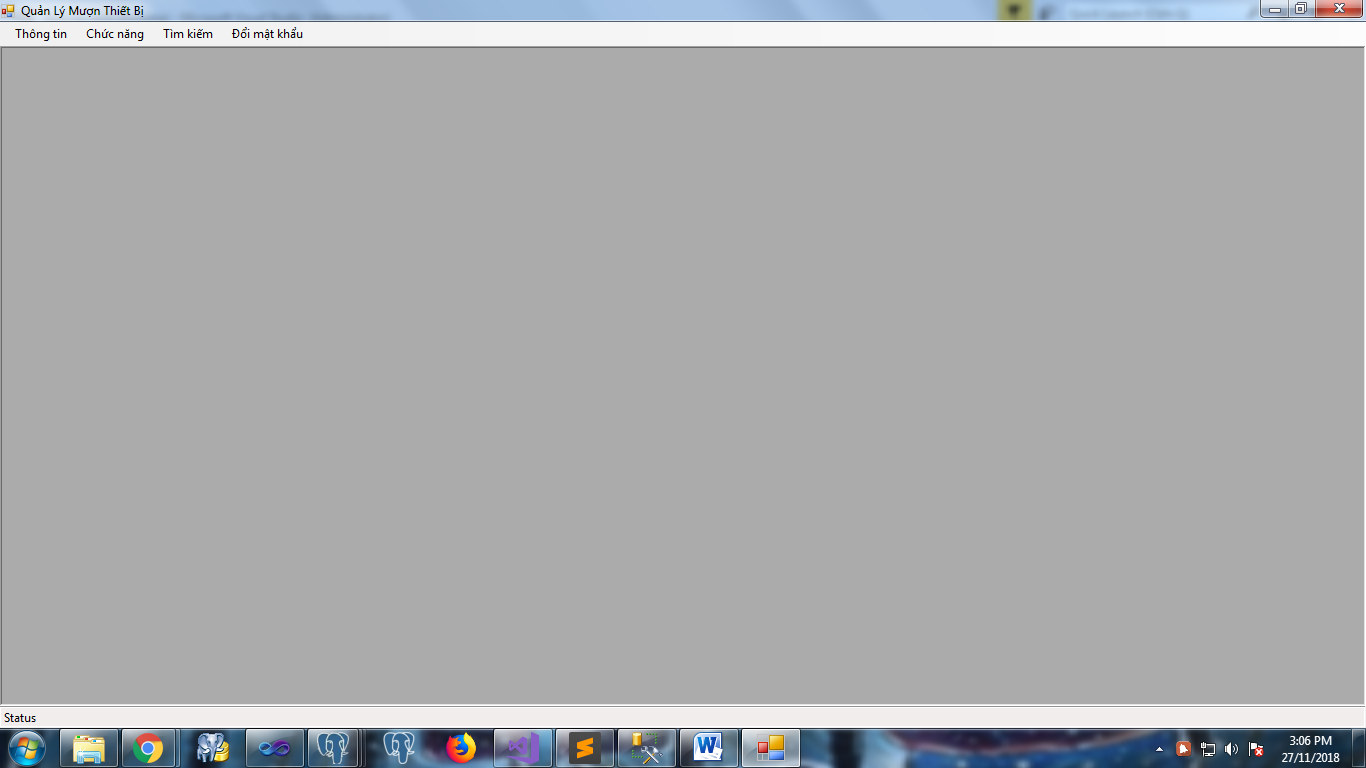 Quản Lý Mượn Thiết Bị
Thông tin Chức năng Tìm kiếm Đổi mật khẩu
Status
3:06 PM
27/11/2018